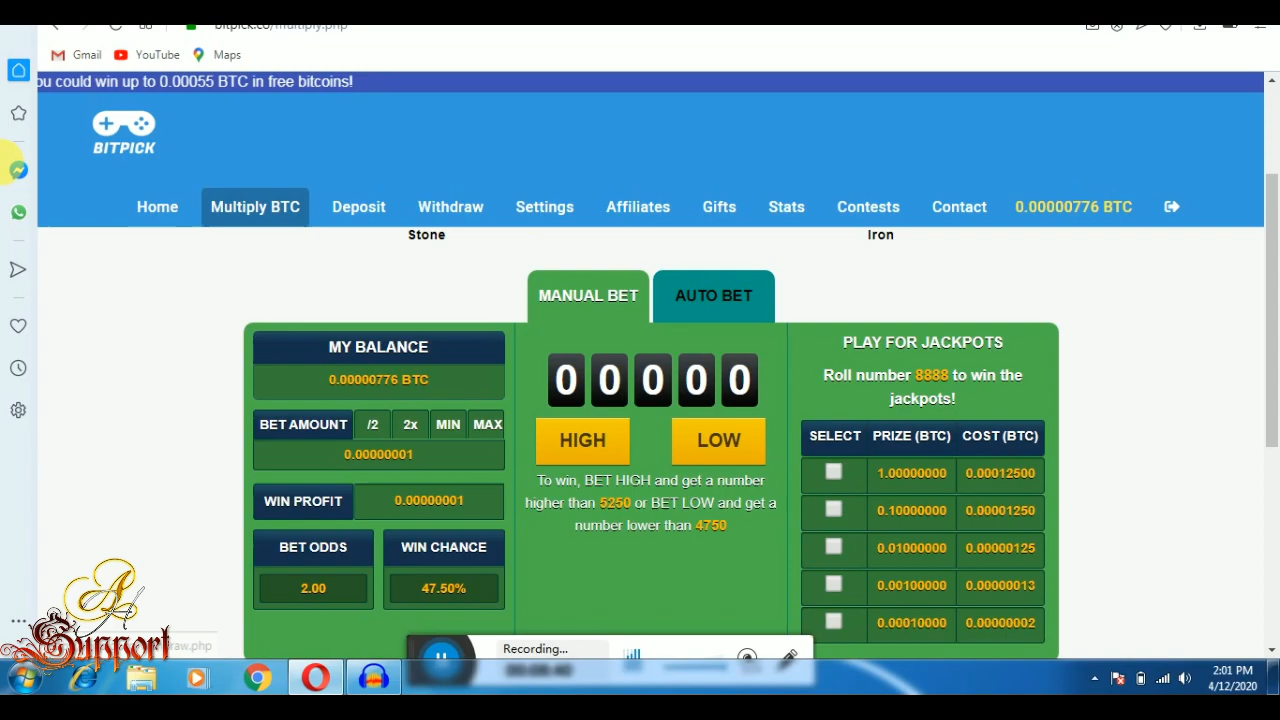 bitpick.co/multiply.php
Gmail YouTube Maps
ou could win up to 0.00055 BTC in free bitcoins!
BITPICK
Home Multiply BTC Deposit Withdraw Settings Affiliates Gifts Stats Contests Contact 0.00000776 BTC
Stone Iron
MANUAL BET AUTO BET
MY BALANCE
0.00000776 BTC
BET AMOUNT /2 2x MIN MAX
0.00000001
WIN PROFIT 0.00000001
BET ODDS WIN CHANCE
2.00 47.50%
0 0 0 0 0
HIGH LOW
To win, BET HIGH and get a number
higher than 5250 or BET LOW and get a
number lower than 4750
PLAY FOR JACKPOTS
Roll number 8888 to win the
jackpots!
SELECT PRIZE (BTC) COST (BTC)
1.00000000 0.00012500
0.10000000 0.00001250
0.01000000 0.00000125
0.00100000 0.00000013
0.00010000 0.00000002
Support
raw.php
Recording...
2:01 PM
4/12/2020